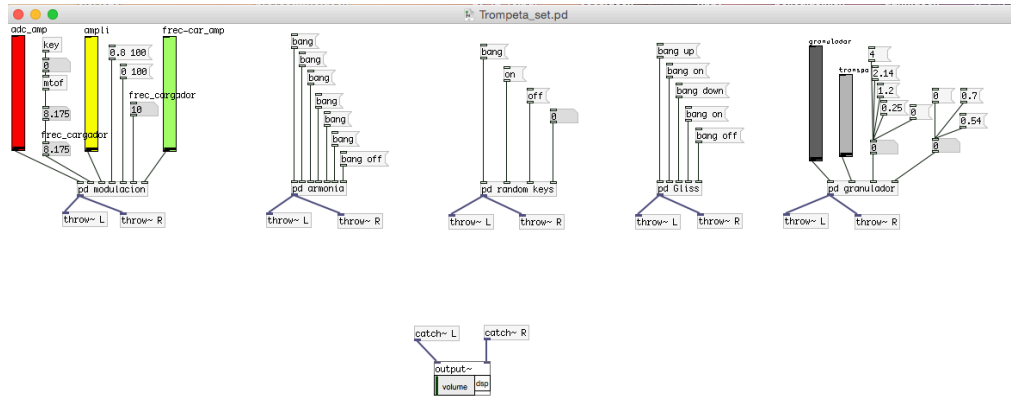 Trompeta_set.pd
adc_amp
key
0
mtof
8.175
frec_cargador
8.175
ampli
0.8 100
0 100
frec_cargador
10
frec-car_amp
pd modulacion
throw~ L
throw~ R
bang
bang
bang
bang
bang
bang
bang off
pd armonia
throw~ L
throw~ R
bang
on
off
0
pd random keys
throw~ L
throw~ R
bang up
bang on
bang down
bang on
bang off
pd Gliss
throw~ L
throw~ R
granulador
4
2.14
1.2
0.25
0
0
0
0.7
0.54
0
pd granulador
throw~ L
throw~ R
catch~ L
catch~ R
output~
volume
dsp